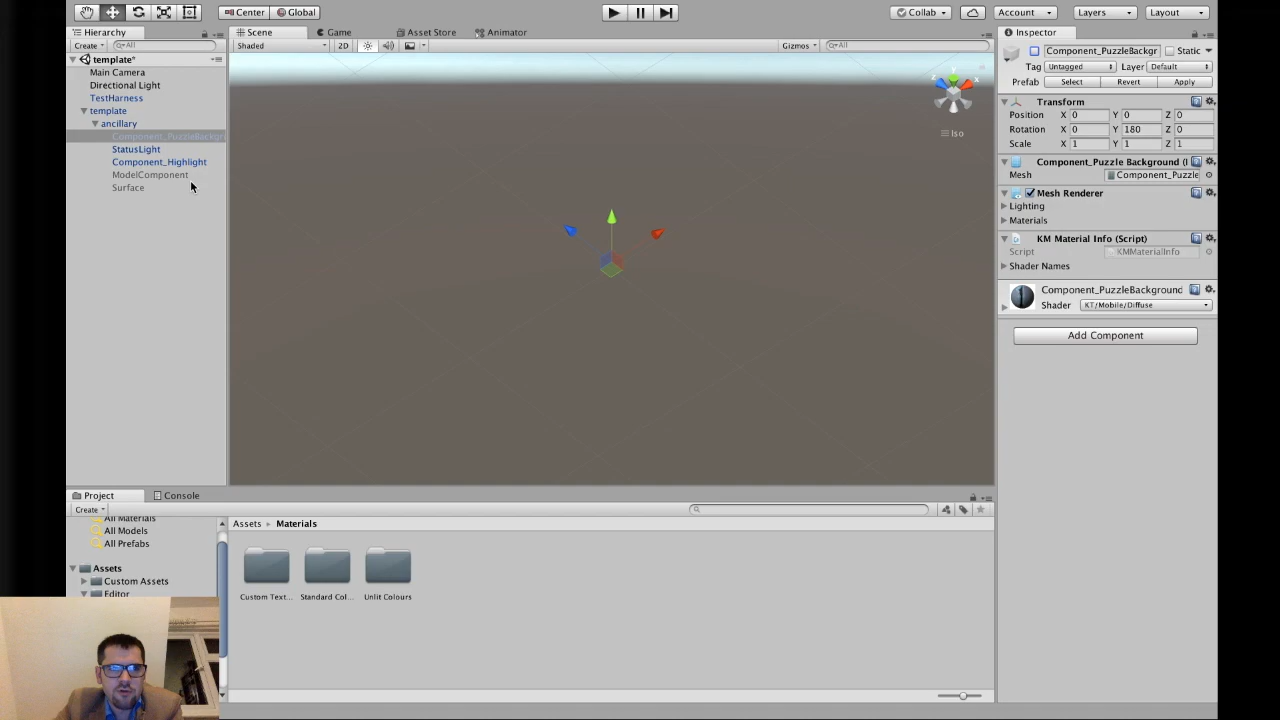 Center Global Collab Account Layers Layout
Hierarchy Scene Game Asset Store Animator Inspector
Create All Shaded 2D Gizmos All
Component_PuzzleBackgr Static
template*
Main Camera
Directional Light
TestHarness
template
ancillary
Component_PuzzleBackgr
StatusLight
Component_Highlight
ModelComponent
Surface
Iso
Tag Untagged Layer Default
Prefab Select Revert Apply
Transform
Position X 0 Y 0 Z 0
Rotation X 0 Y 180 Z 0
Scale X 1 Y 1 Z 1
Component_Puzzle Background (
Mesh Component_Puzzle
Mesh Renderer
Lighting
Materials
KM Material Info (Script)
Script KMMaterialInfo
Shader Names
Component_PuzzleBackground
Shader KT/Mobile/Diffuse
Add Component
Project Console
Create
All Materials
All Models
All Prefabs
Assets
Custom Assets
Editor
Assets Materials
Custom Text... Standard Col... Unlit Colours